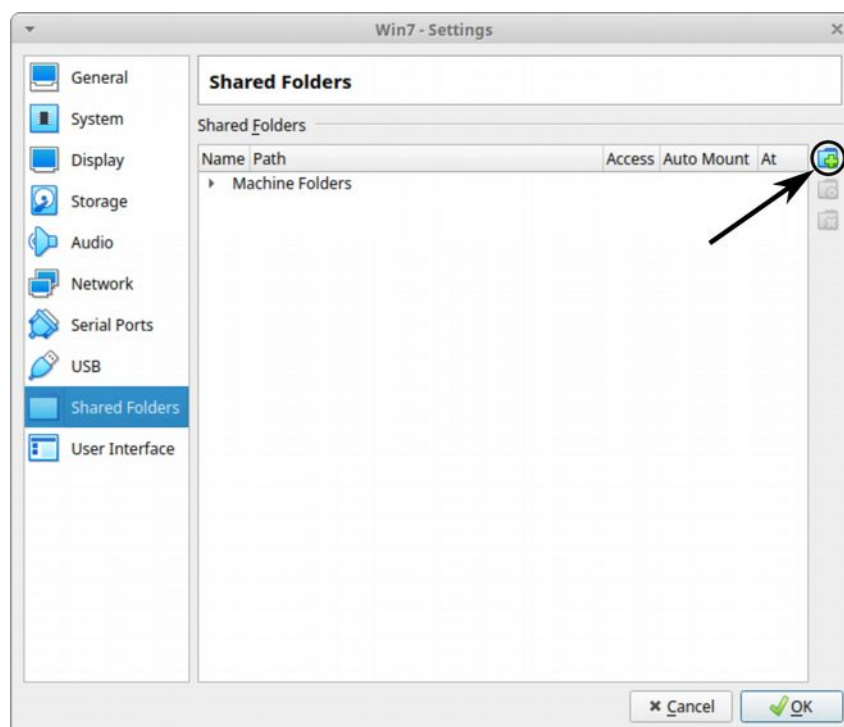 Win7 - Settings
General
System
Display
Storage
Audio
Network
Serial Ports
USB
Shared Folders
User Interface
Shared Folders
Shared Folders
Name Path Access Auto Mount At
Machine Folders
Cancel OK